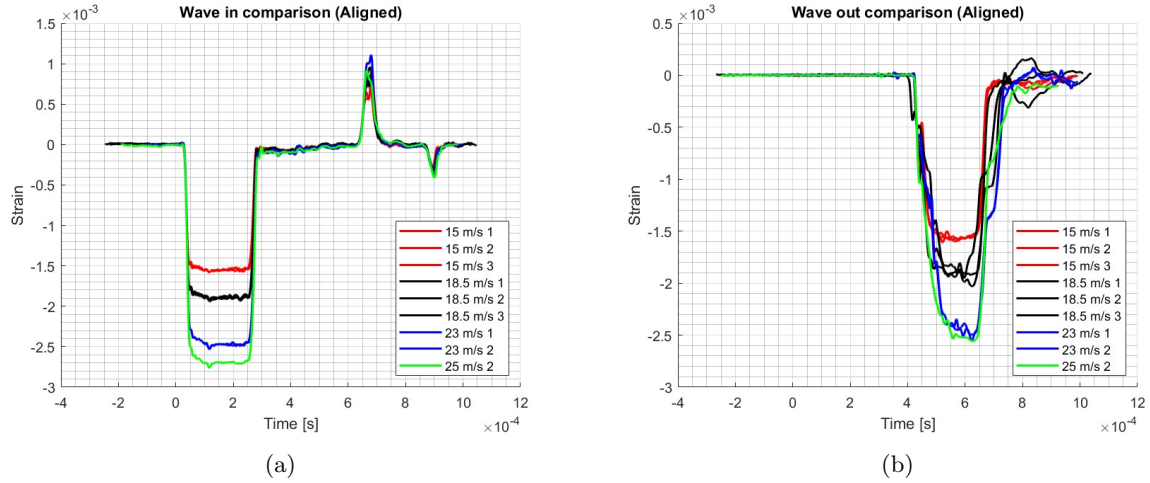 Wave in comparison (Aligned)
×10⁻³
1.5
1
0.5
0
-0.5
-1
-1.5
-2
-2.5
-3
Strain
-4
-2
0
2
4
6
8
10
12
Time [s]
×10⁻⁴
15 m/s 1
15 m/s 2
15 m/s 3
18.5 m/s 1
18.5 m/s 2
18.5 m/s 3
23 m/s 1
23 m/s 2
25 m/s 2
(a)
Wave out comparison (Aligned)
×10⁻³
0.5
0
-0.5
-1
-1.5
-2
-2.5
-3
Strain
-4
-2
0
2
4
6
8
10
12
Time [s]
×10⁻⁴
15 m/s 1
15 m/s 2
15 m/s 3
18.5 m/s 1
18.5 m/s 2
18.5 m/s 3
23 m/s 1
23 m/s 2
25 m/s 2
(b)